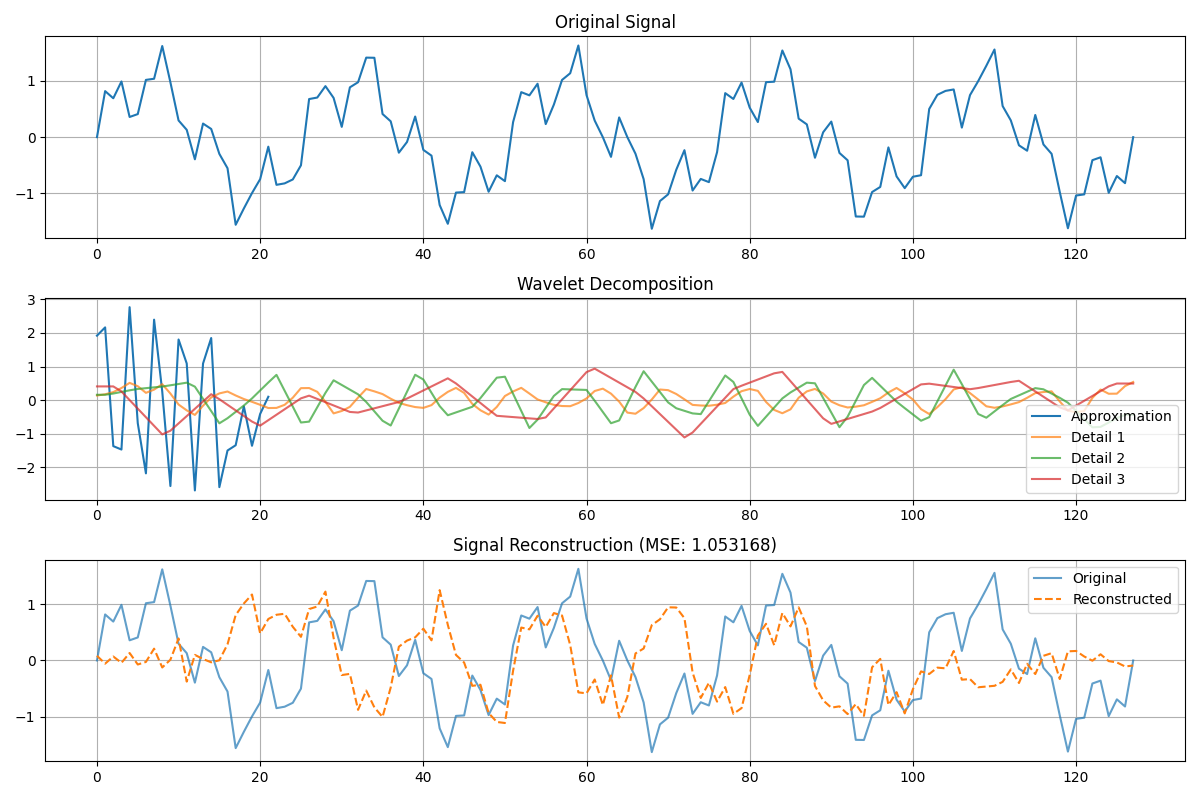 Original Signal
1
0
−1
0 20 40 60 80 100 120
Wavelet Decomposition
3
2
1
0
−1
−2
Approximation
Detail 1
Detail 2
Detail 3
0 20 40 60 80 100 120
Signal Reconstruction (MSE: 1.053168)
1
0
−1
Original
Reconstructed
0 20 40 60 80 100 120